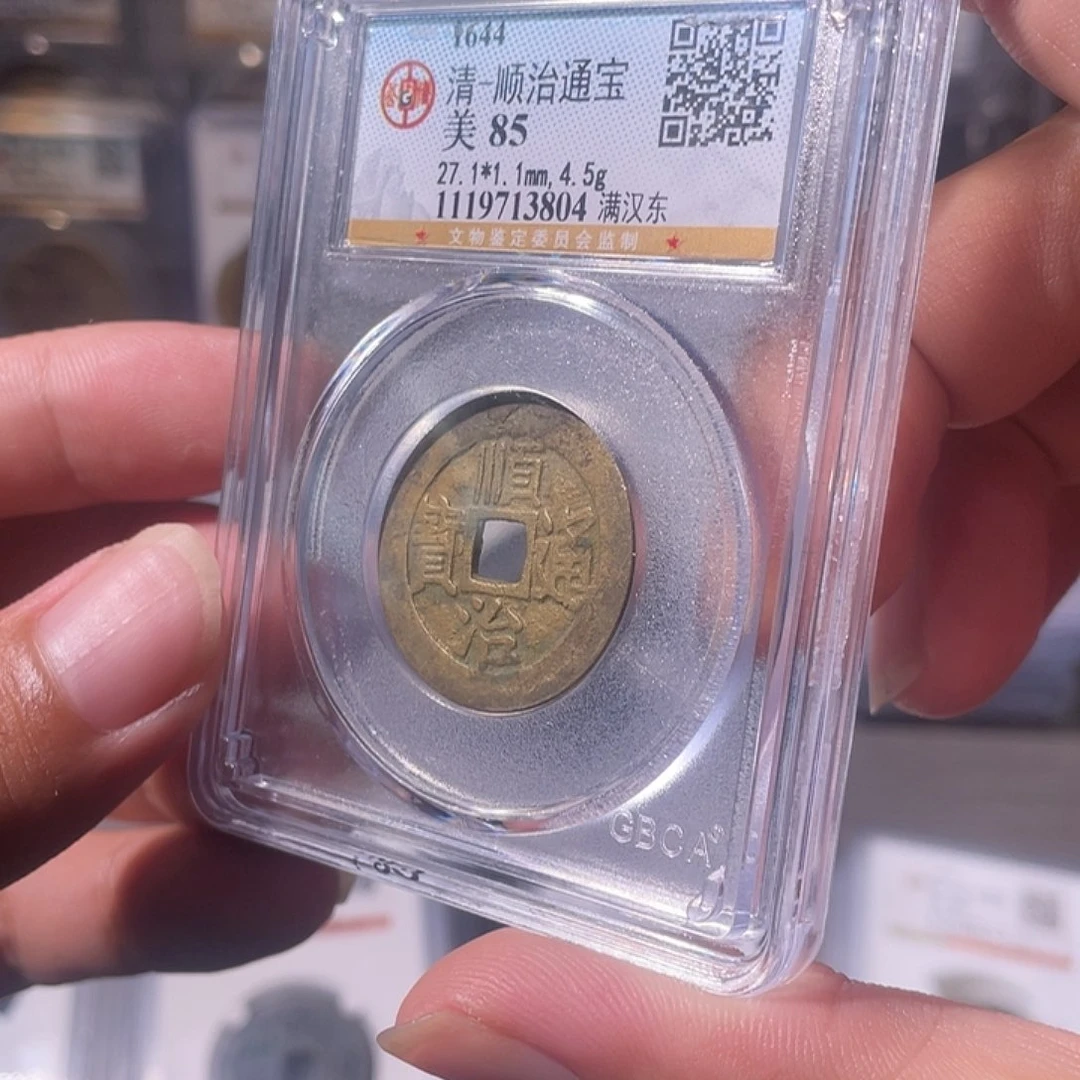 1644
清-顺治通宝
美 85
27.1*1.1mm, 4.5g
1119713804 满汉东
★ 文物鉴定委员会监制 ★
順
寶 通
治
GBCA